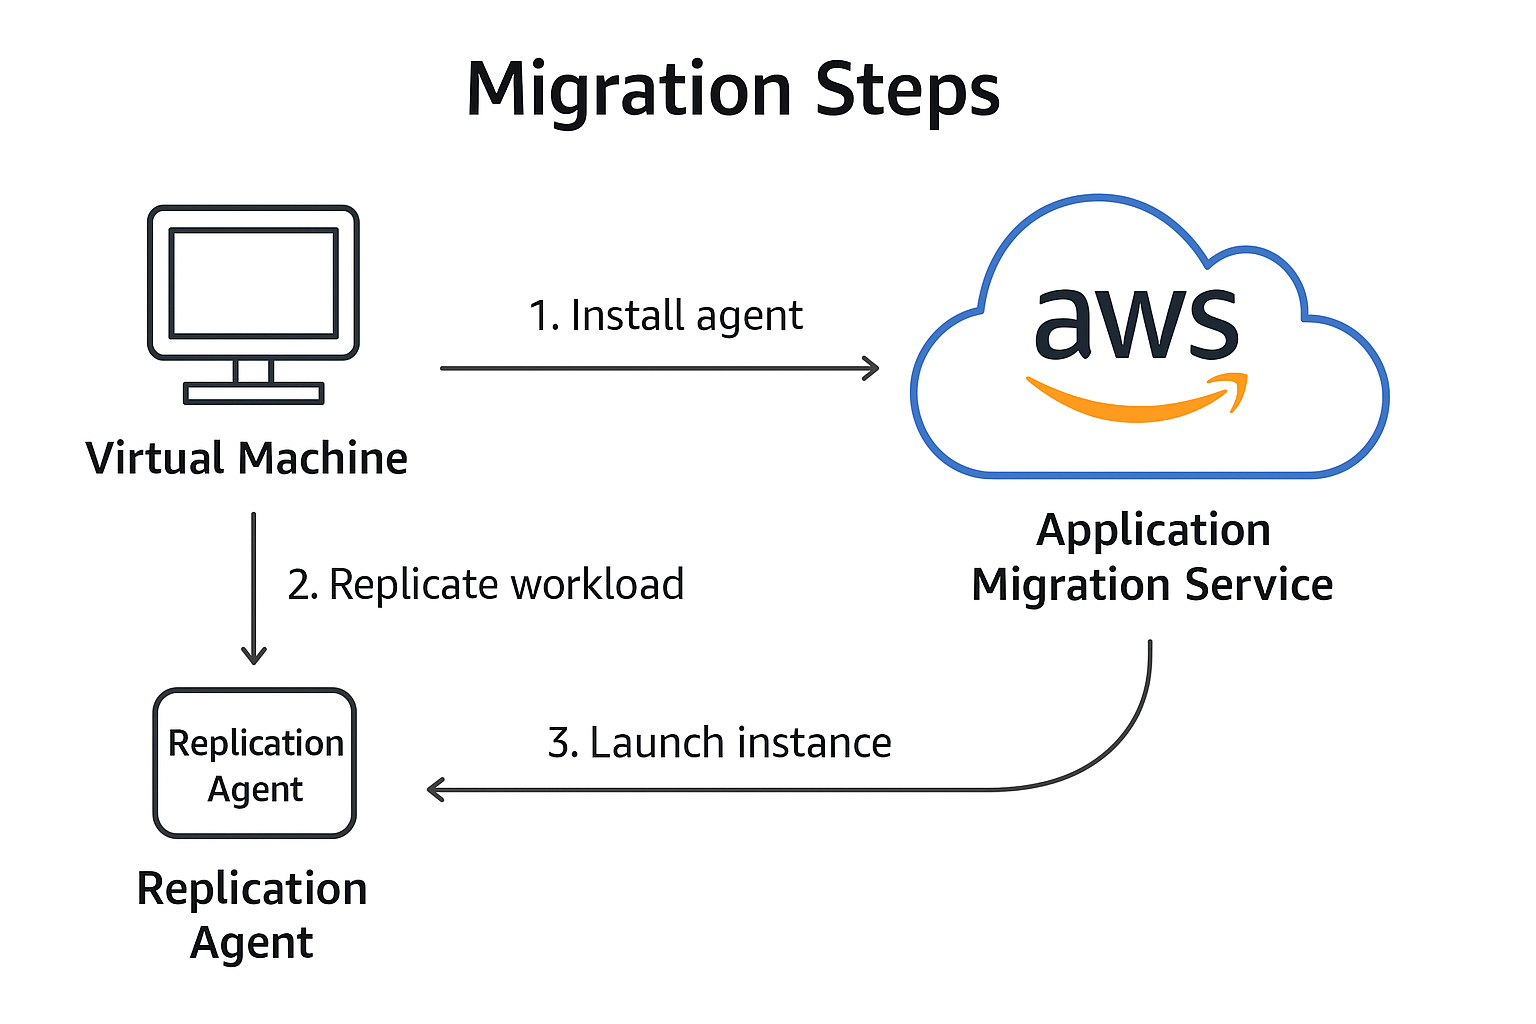 Migration Steps
1. Install agent
aws
Virtual Machine
Application
Migration Service
2. Replicate workload
3. Launch instance
Replication
Agent
Replication
Agent